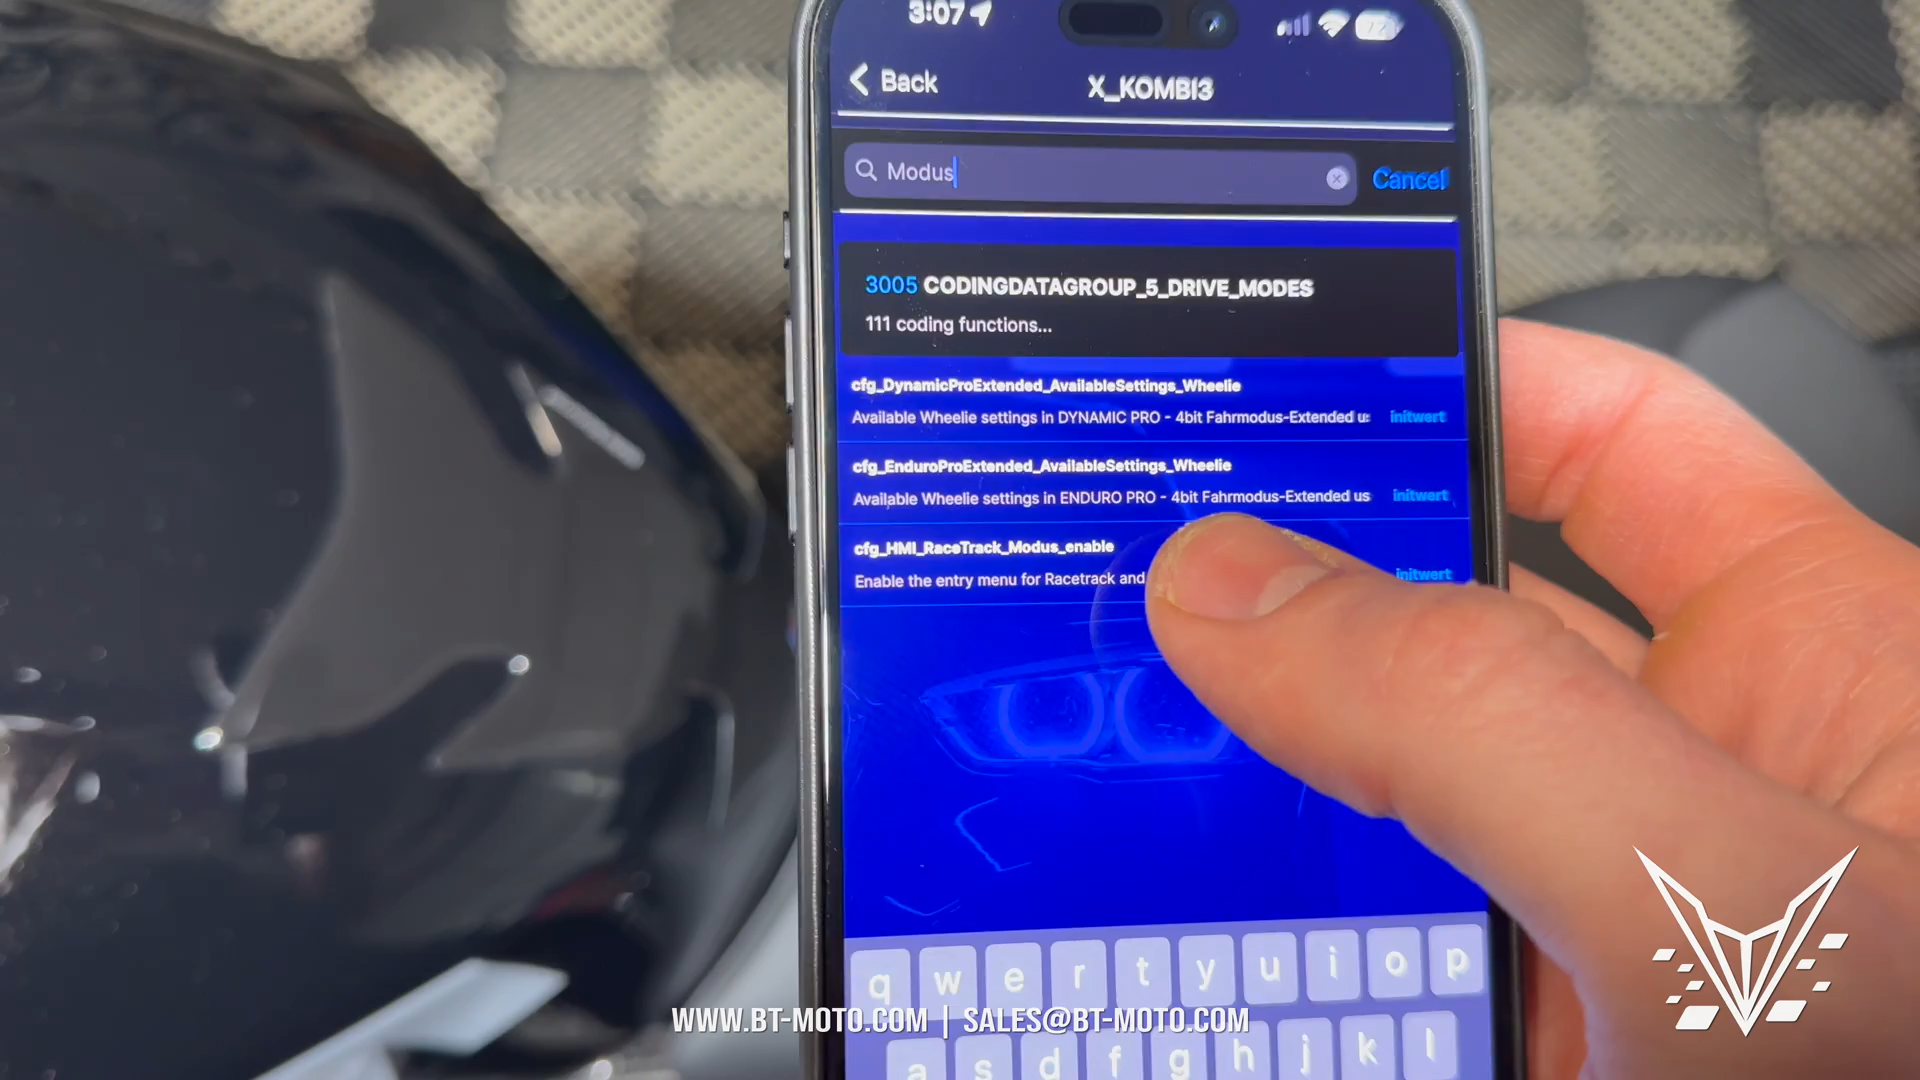 3:07
72
Back
X_KOMBI3
Modus
Cancel
3005 CODINGDATAGROUP_5_DRIVE_MODES
111 coding functions...
cfg_DynamicProExtended_AvailableSettings_Wheelie
Available Wheelie settings in DYNAMIC PRO - 4bit Fahrmodus-Extended u
initwert
cfg_EnduroProExtended_AvailableSettings_Wheelie
Available Wheelie settings in ENDURO PRO - 4bit Fahrmodus-Extended us
initwert
cfg_HMI_RaceTrack_Modus_enable
Enable the entry menu for Racetrack and
initwert
q w e r t y u i o p
a s d f g h j k l
WWW.BT-MOTO.COM | SALES@BT-MOTO.COM